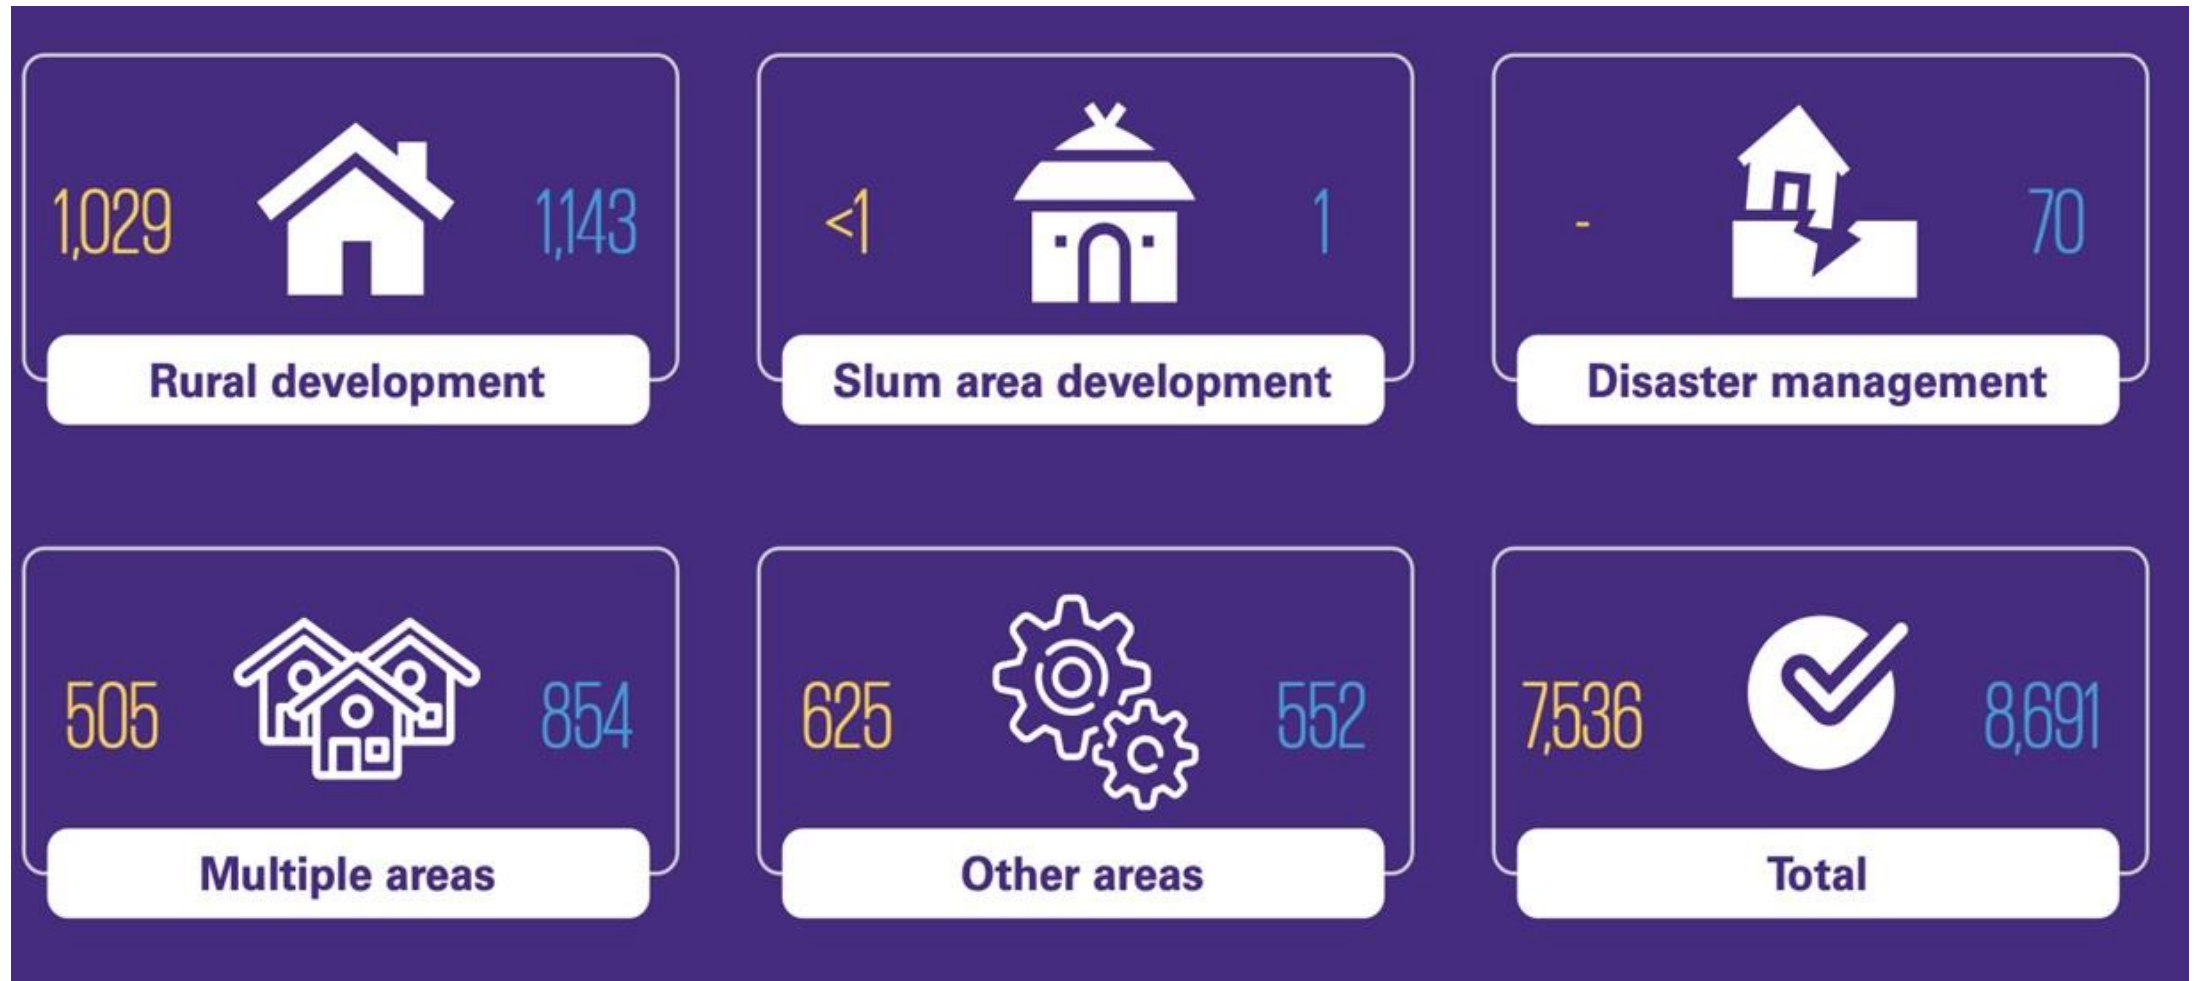 1,029 1,143
Rural development
<1 1
Slum area development
- 70
Disaster management
505 854
Multiple areas
625 552
Other areas
7,536 8,691
Total